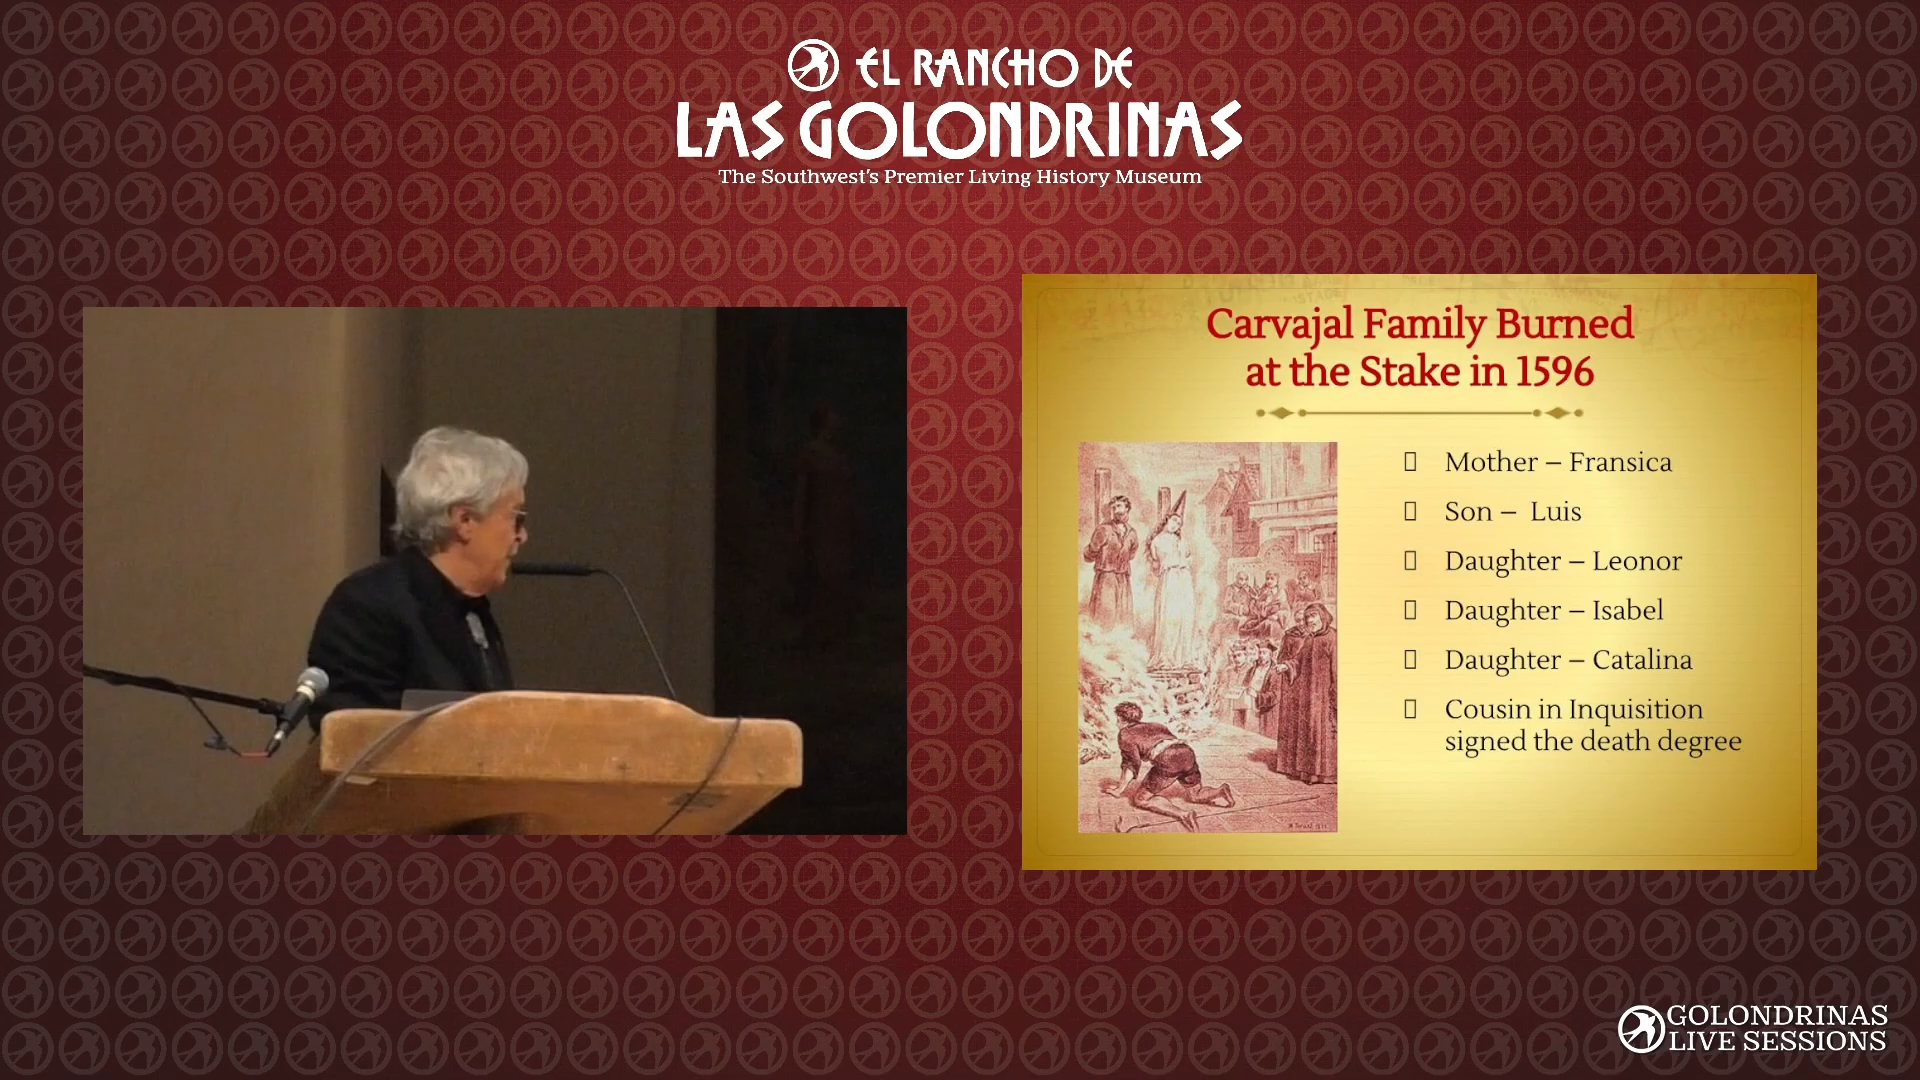 EL RANCHO DE
LAS GOLONDRINAS
The Southwest's Premier Living History Museum
Carvajal Family Burned
at the Stake in 1596
Mother – Fransica
Son – Luis
Daughter – Leonor
Daughter – Isabel
Daughter – Catalina
Cousin in Inquisition
signed the death degree
GOLONDRINAS
LIVE SESSIONS